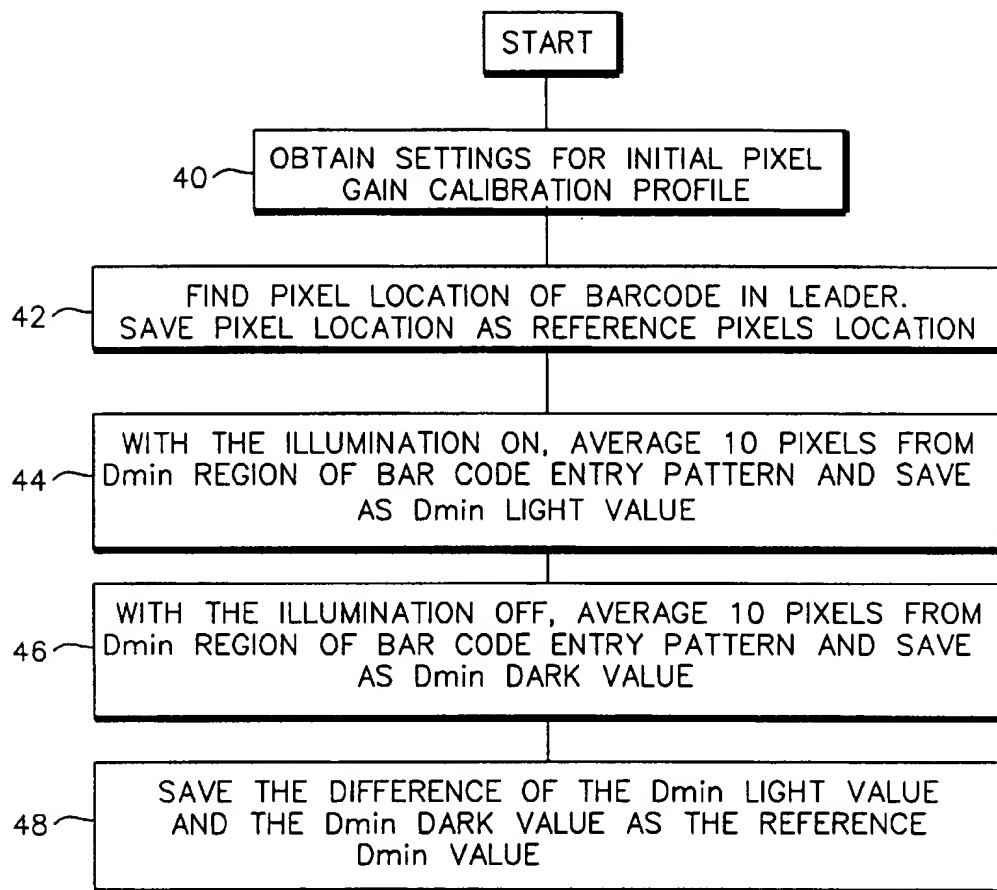 START
40
OBTAIN SETTINGS FOR INITIAL PIXEL
GAIN CALIBRATION PROFILE
42
FIND PIXEL LOCATION OF BARCODE IN LEADER.
SAVE PIXEL LOCATION AS REFERENCE PIXELS LOCATION
44
WITH THE ILLUMINATION ON, AVERAGE 10 PIXELS FROM
Dmin REGION OF BAR CODE ENTRY PATTERN AND SAVE
AS Dmin LIGHT VALUE
46
WITH THE ILLUMINATION OFF, AVERAGE 10 PIXELS FROM
Dmin REGION OF BAR CODE ENTRY PATTERN AND SAVE
AS Dmin DARK VALUE
48
SAVE THE DIFFERENCE OF THE Dmin LIGHT VALUE
AND THE Dmin DARK VALUE AS THE REFERENCE
Dmin VALUE